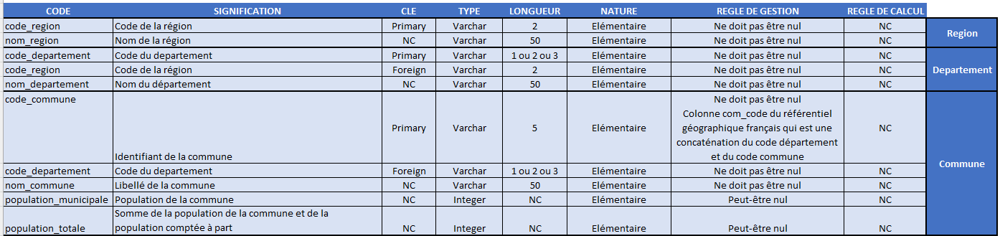 CODE SIGNIFICATION CLE TYPE LONGUEUR NATURE REGLE DE GESTION REGLE DE CALCUL
code_region Code de la région Primary Varchar 2 Elémentaire Ne doit pas être nul NC
nom_region Nom de la région NC Varchar 50 Elémentaire Ne doit pas être nul NC
Region
code_departement Code du departement Primary Varchar 1 ou 2 ou 3 Elémentaire Ne doit pas être nul NC
code_region Code de la région Foreign Varchar 2 Elémentaire Ne doit pas être nul NC
Departement
nom_departement Nom du département NC Varchar 50 Elémentaire Ne doit pas être nul NC
code_commune Ne doit pas être nul
Colonne com_code du référentiel
Primary Varchar 5 Elémentaire géographique français qui est une NC
concaténation du code département
Identifiant de la commune et du code commune
Commune
code_departement Code du departement Foreign Varchar 1 ou 2 ou 3 Elémentaire Ne doit pas être nul NC
nom_commune Libellé de la commune NC Varchar 50 Elémentaire Ne doit pas être nul NC
population_municipale Population de la commune NC Integer NC Elémentaire Peut-être nul NC
Somme de la population de la commune et de la
population_totale population comptée à part NC Integer NC Elémentaire Peut-être nul NC